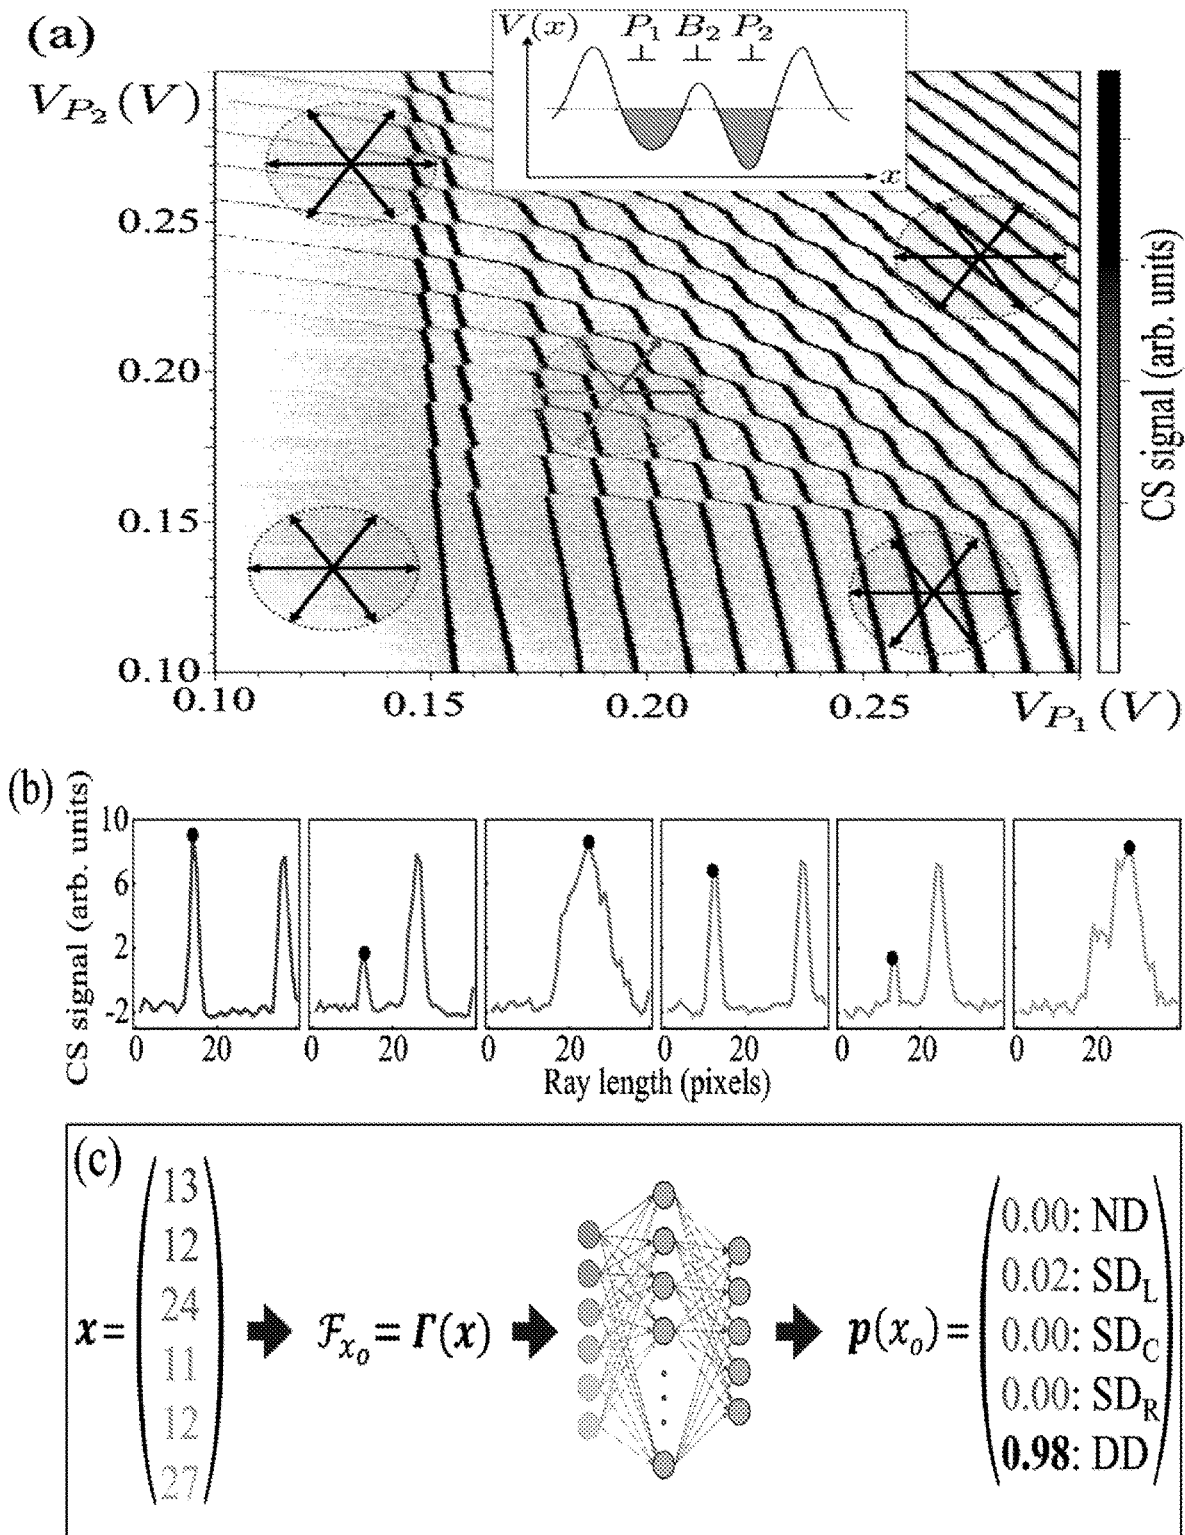 (a)
V(x) P1 B2 P2
x
VP2 (V)
0.25
0.20
0.15
0.10
0.10 0.15 0.20 0.25 VP1 (V)
CS signal (arb. units)
(b)
CS signal (arb. units)
10
6
2
-2
0 20 0 20 0 20 0 20 0 20 0 20
Ray length (pixels)
(c)
x =
13
12
24
11
12
27
ℱxo = Γ(x)
p(xo) =
0.00: ND
0.02: SDL
0.00: SDC
0.00: SDR
0.98: DD